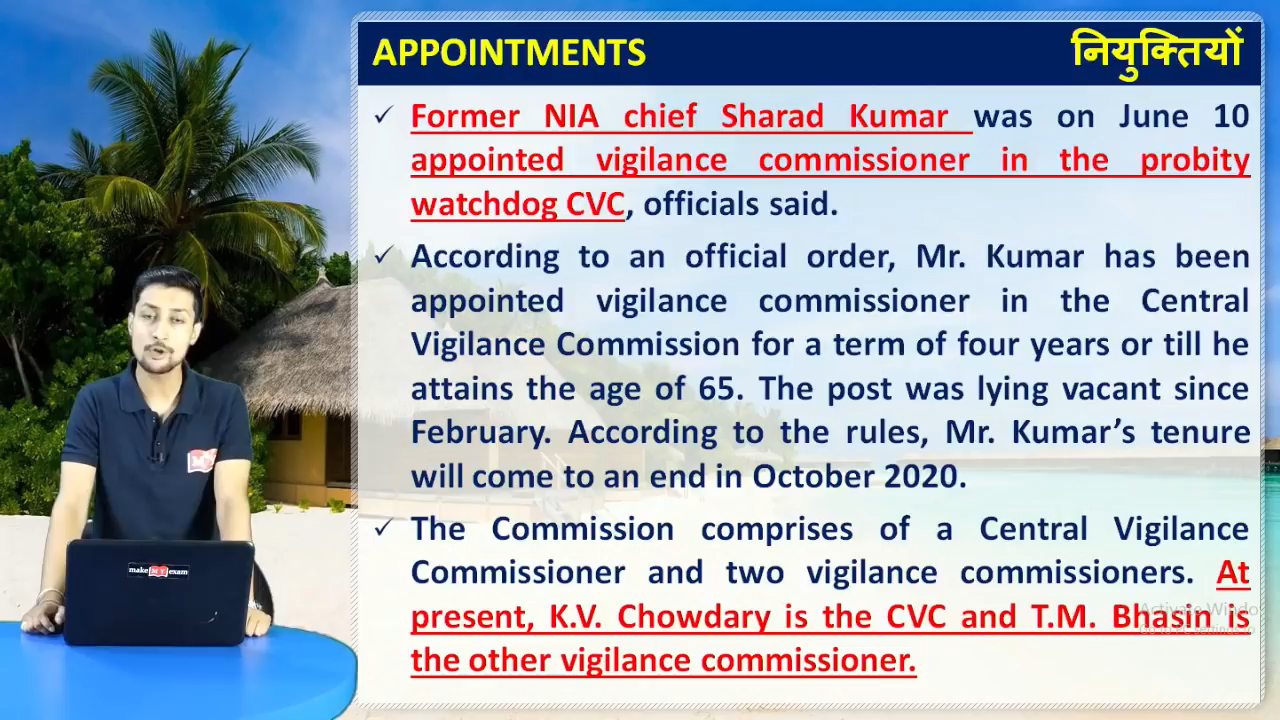 APPOINTMENTS
नियुक्तियों
✓ Former NIA chief Sharad Kumar was on June 10
appointed vigilance commissioner in the probity
watchdog CVC, officials said.
✓ According to an official order, Mr. Kumar has been
appointed vigilance commissioner in the Central
Vigilance Commission for a term of four years or till he
attains the age of 65. The post was lying vacant since
February. According to the rules, Mr. Kumar’s tenure
will come to an end in October 2020.
✓ The Commission comprises of a Central Vigilance
Commissioner and two vigilance commissioners. At
present, K.V. Chowdary is the CVC and T.M. Bhasin is
the other vigilance commissioner.
Activate Windo
make MY exam